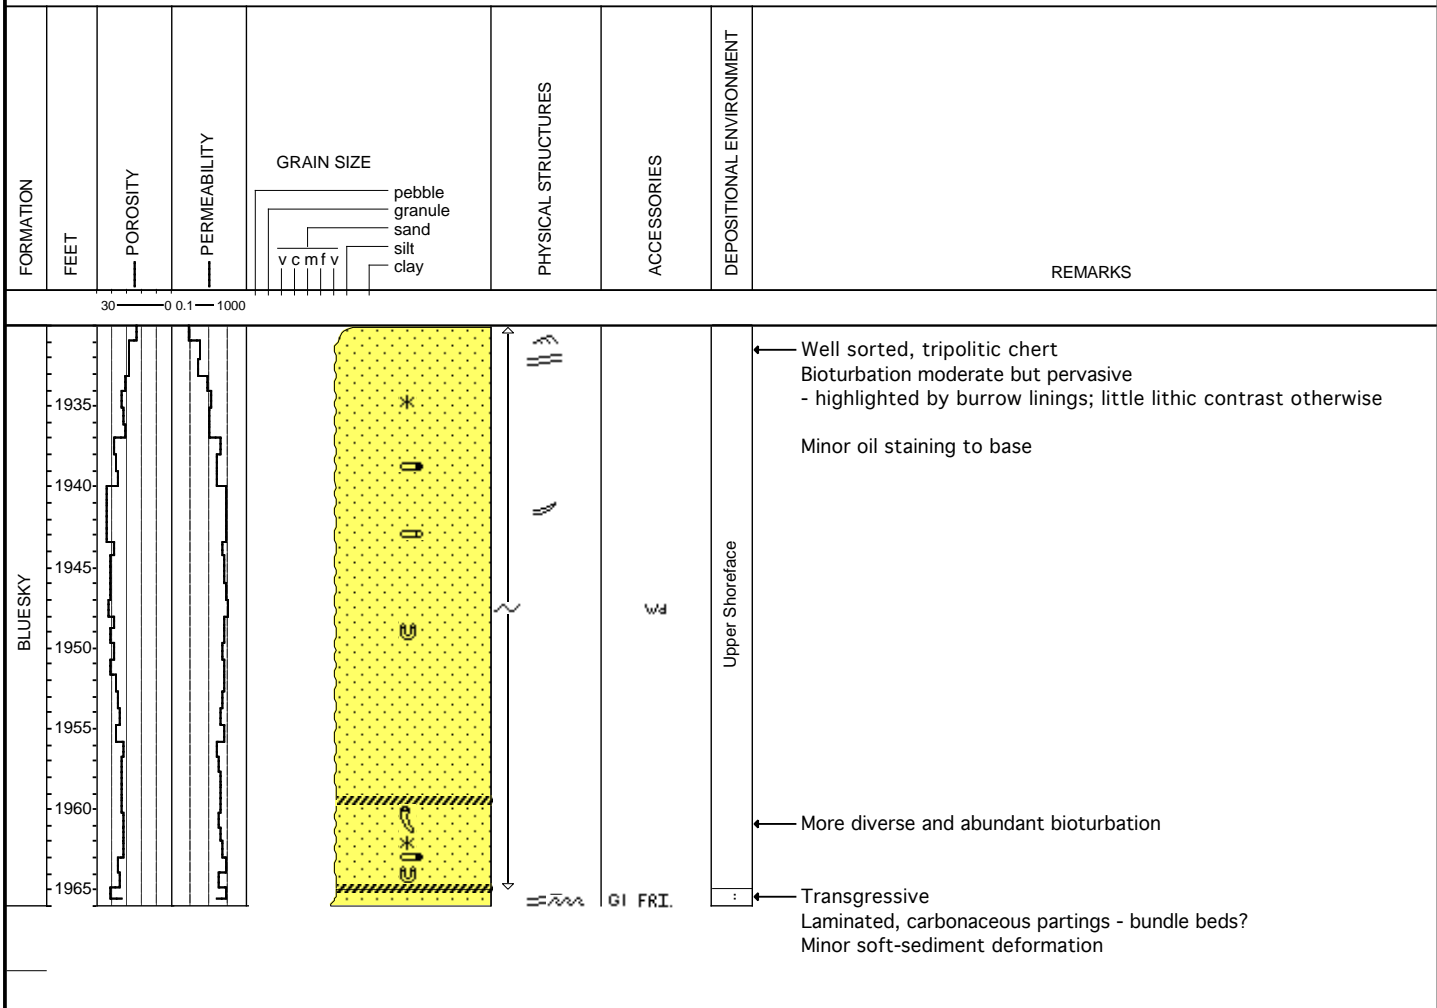 FORMATION
FEET
POROSITY
PERMEABILITY
GRAIN SIZE
pebble
granule
sand
silt
clay
v c m f v
PHYSICAL STRUCTURES
ACCESSORIES
DEPOSITIONAL ENVIRONMENT
REMARKS
30 0 0.1 1000
BLUESKY
1935
1940
1945
1950
1955
1960
1965
Wd
Gl FRI.
Upper Shoreface
:
Well sorted, tripolitic chert
Bioturbation moderate but pervasive
- highlighted by burrow linings; little lithic contrast otherwise
Minor oil staining to base
More diverse and abundant bioturbation
Transgressive
Laminated, carbonaceous partings - bundle beds?
Minor soft-sediment deformation